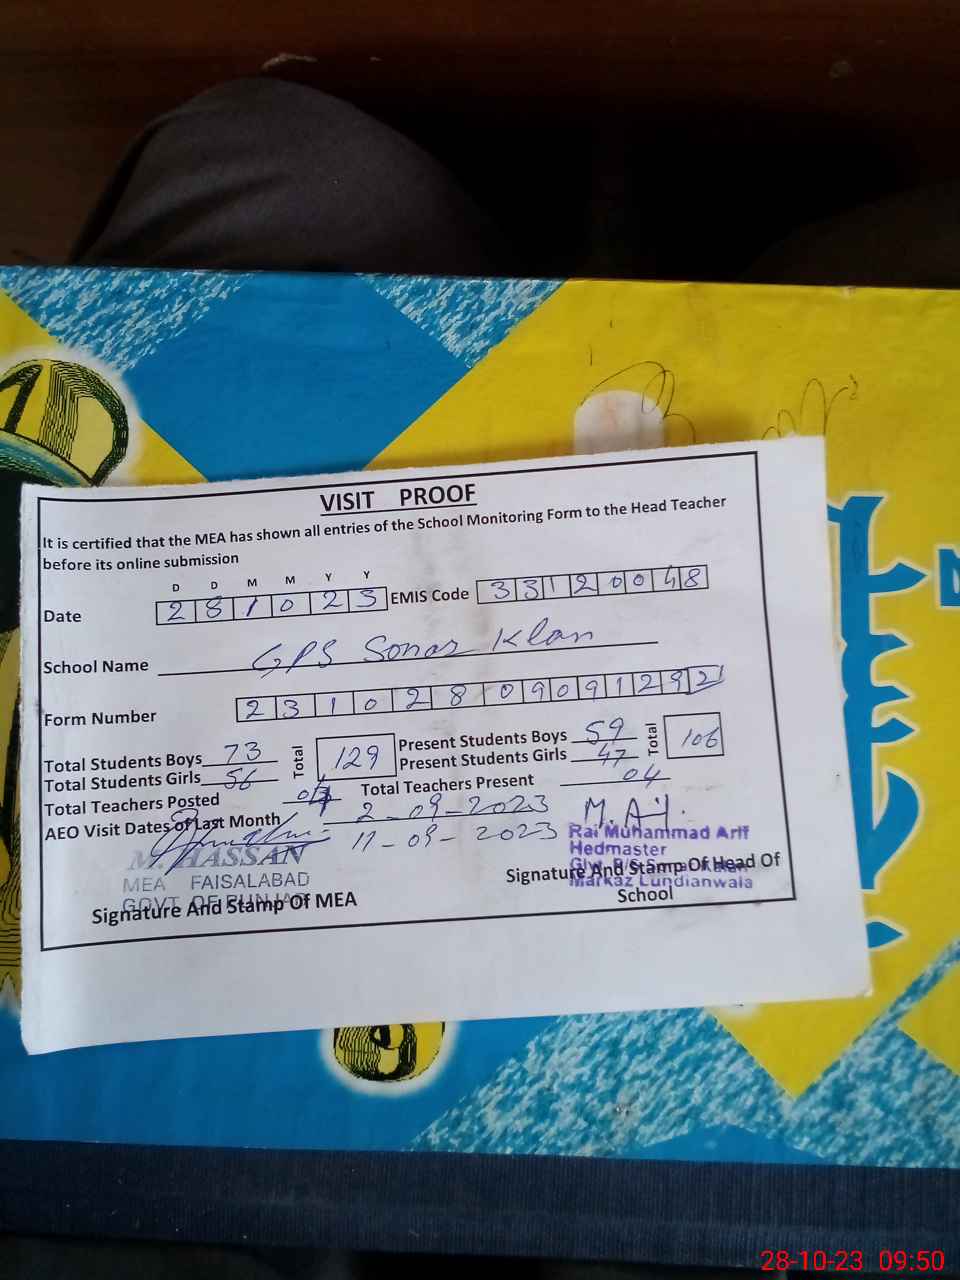 VISIT PROOF
It is certified that the MEA has shown all entries of the School Monitoring Form to the Head Teacher
before its online submission
D D M M Y Y
Date 2 8 1 0 2 3 EMIS Code 3 3 1 2 0 0 4 8
School Name GPS Sonar Klan
Form Number 2 3 1 0 2 8 0 9 0 9 1 2 9 2
Total Students Boys 73 Total 129 Present Students Boys 59 Total 106
Total Students Girls 56 Present Students Girls 47
Total Teachers Posted Total Teachers Present 04
AEO Visit Dates of Last Month 2-09-2023
11-09-2023
Rai Muhammad Arif
M. HASSAN Hedmaster
MEA FAISALABAD
GOVT OF PUNJAB Markaz Lundianwala
Signature And Stamp Of MEA Signature And Stamp Of Head Of
School
28-10-23 09:50